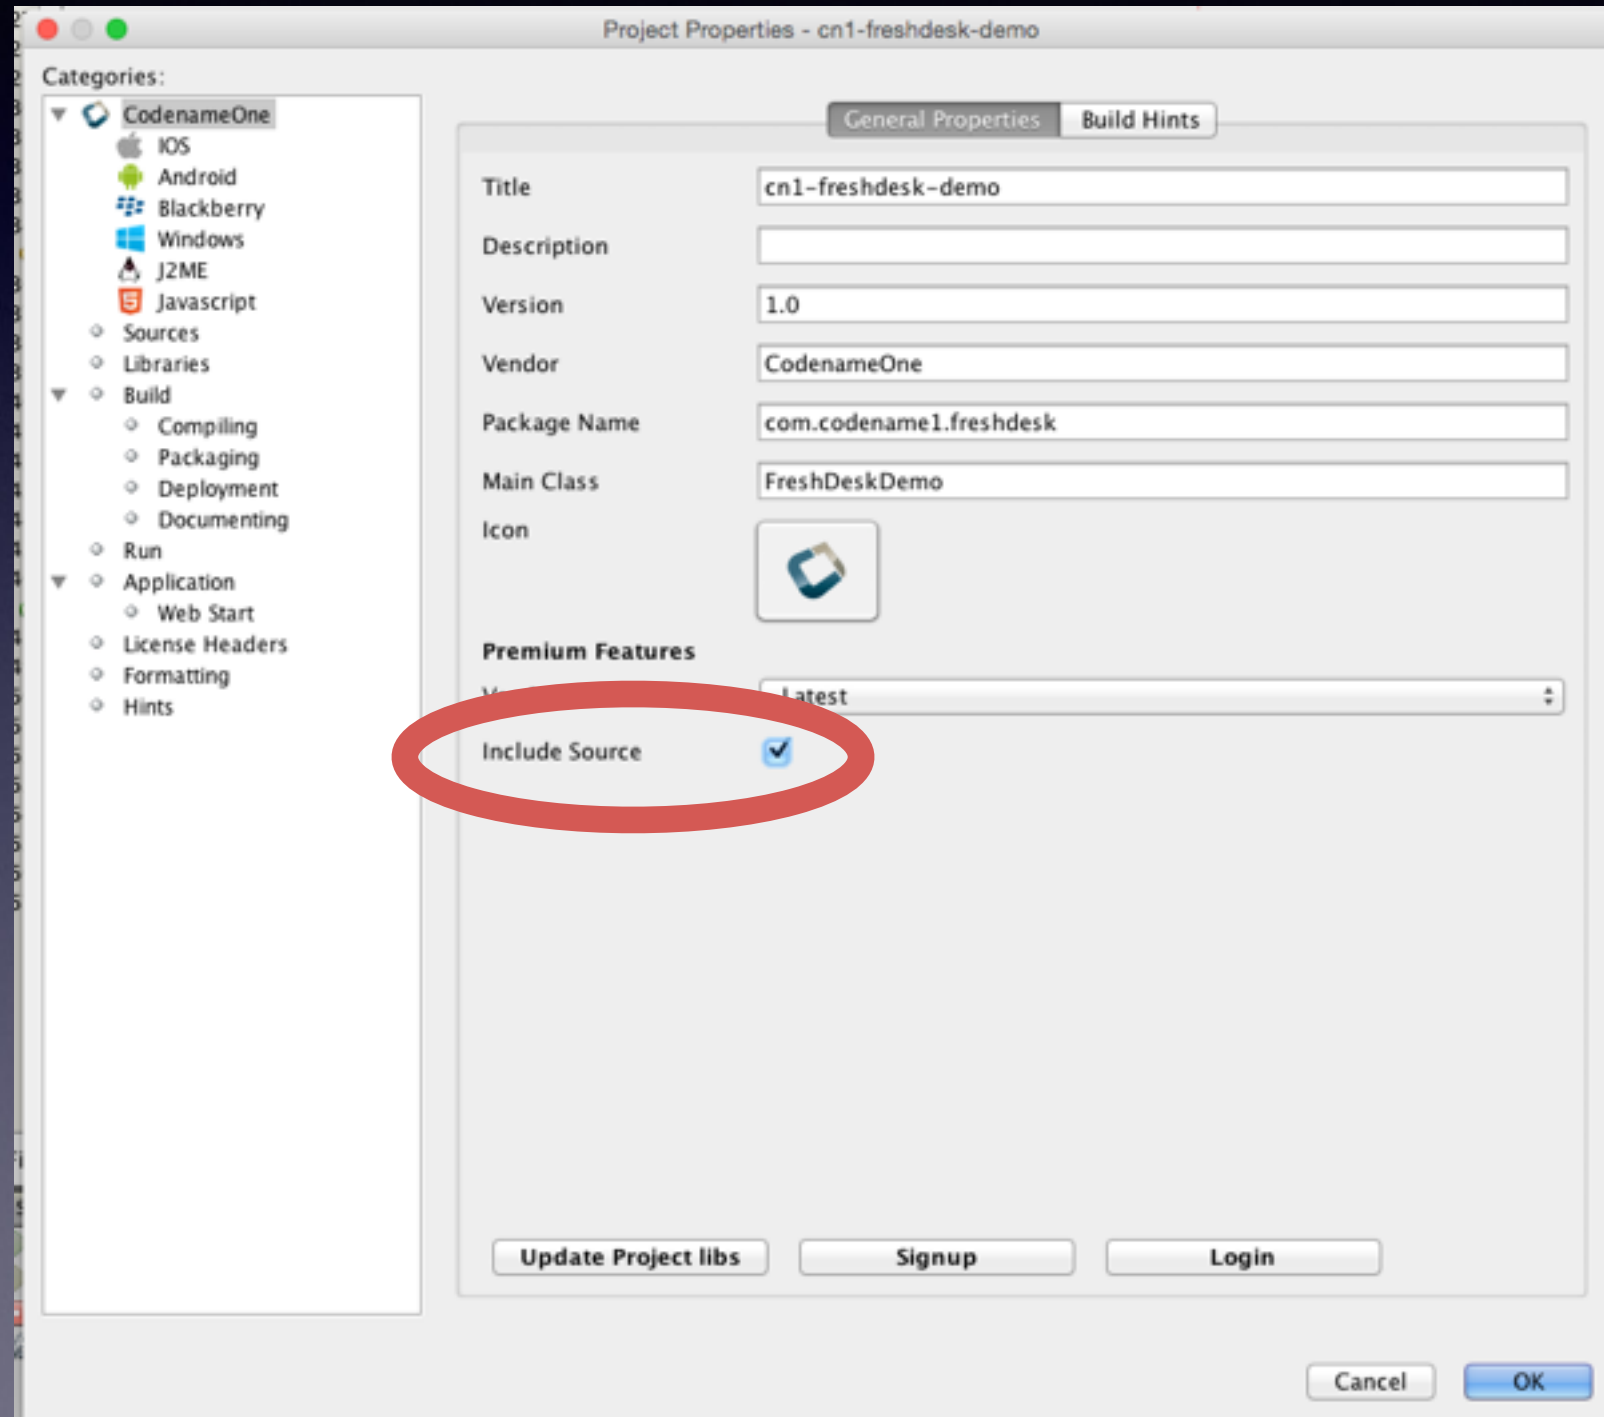 Project Properties - cn1-freshdesk-demo
Categories:
CodenameOne
IOS
Android
Blackberry
Windows
J2ME
Javascript
Sources
Libraries
Build
Compiling
Packaging
Deployment
Documenting
Run
Application
Web Start
License Headers
Formatting
Hints
General Properties Build Hints
Title cn1-freshdesk-demo
Description
Version 1.0
Vendor CodenameOne
Package Name com.codename1.freshdesk
Main Class FreshDeskDemo
Icon
Premium Features
Latest
Include Source
Update Project libs Signup Login
Cancel OK